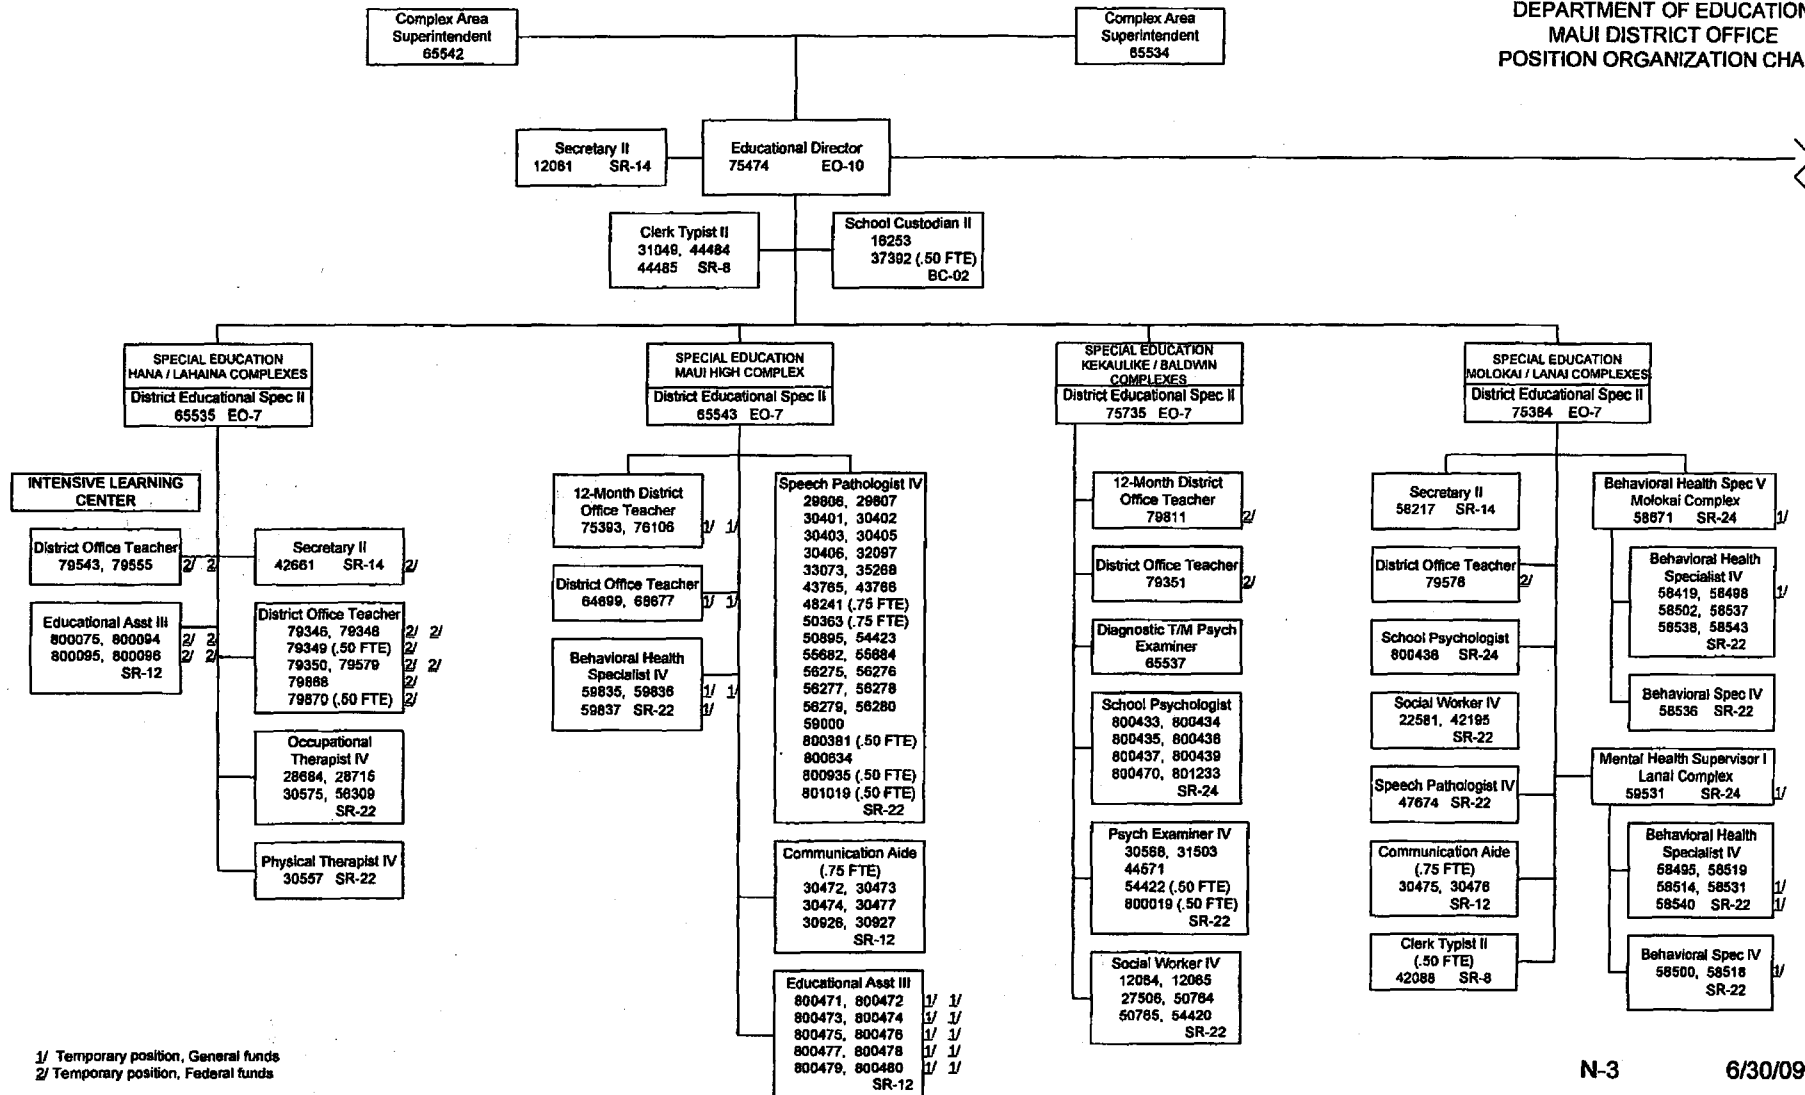 DEPARTMENT OF EDUCATION
MAUI DISTRICT OFFICE
POSITION ORGANIZATION CHA
Complex Area
Superintendent
65542
Complex Area
Superintendent
65534
Secretary II
12061 SR-14
Educational Director
75474 EO-10
Clerk Typist II
31049, 44484
44485 SR-8
School Custodian II
16253
37392 (.50 FTE)
BC-02
SPECIAL EDUCATION
HANA / LAHAINA COMPLEXES
District Educational Spec II
65535 EO-7
INTENSIVE LEARNING
CENTER
District Office Teacher
79543, 79555 2/ 2/
Educational Asst III
800075, 800094 2/ 2/
800095, 800096 2/ 2/
SR-12
Secretary II
42661 SR-14 2/
District Office Teacher
79346, 79348 2/ 2/
79349 (.50 FTE) 2/
79350, 79579 2/ 2/
79868 2/
79870 (.50 FTE) 2/
Occupational
Therapist IV
28684, 28715
30575, 56309
SR-22
Physical Therapist IV
30557 SR-22
SPECIAL EDUCATION
MAUI HIGH COMPLEX
District Educational Spec II
65543 EO-7
12-Month District
Office Teacher
75393, 76106 1/ 1/
District Office Teacher
64699, 68677 1/ 1/
Behavioral Health
Specialist IV
59835, 59836 1/ 1/
59837 SR-22 1/
Speech Pathologist IV
29806, 29807
30401, 30402
30403, 30405
30406, 32097
33073, 35268
43765, 43766
48241 (.75 FTE)
50363 (.75 FTE)
50895, 54423
55682, 55684
56275, 56276
56277, 56278
56279, 56280
59000
800381 (.50 FTE)
800634
800935 (.50 FTE)
801019 (.50 FTE)
SR-22
Communication Aide
(.75 FTE)
30472, 30473
30474, 30477
30926, 30927
SR-12
Educational Asst III
800471, 800472 1/ 1/
800473, 800474 1/ 1/
800475, 800476 1/ 1/
800477, 800478 1/ 1/
800479, 800480 1/ 1/
SR-12
SPECIAL EDUCATION
KEKAULIKE / BALDWIN
COMPLEXES
District Educational Spec II
75735 EO-7
12-Month District
Office Teacher
79811 2/
District Office Teacher
79351 2/
Diagnostic T/M Psych
Examiner
65537
School Psychologist
800433, 800434
800435, 800436
800437, 800439
800470, 801233
SR-24
Psych Examiner IV
30588, 31503
44571
54422 (.50 FTE)
800019 (.50 FTE)
SR-22
Social Worker IV
12064, 12065
27506, 50764
50765, 54420
SR-22
SPECIAL EDUCATION
MOLOKAI / LANAI COMPLEXES
District Educational Spec II
75384 EO-7
Secretary II
58217 SR-14
District Office Teacher
79578 2/
School Psychologist
800438 SR-24
Social Worker IV
22581, 42195
SR-22
Speech Pathologist IV
47674 SR-22
Communication Aide
(.75 FTE)
30475, 30476
SR-12
Clerk Typist II
(.50 FTE)
42088 SR-8
Behavioral Health Spec V
Molokai Complex
58671 SR-24 1/
Behavioral Health
Specialist IV
58419, 58498 1/
58502, 58537
58538, 58543
SR-22
Behavioral Spec IV
58536 SR-22
Mental Health Supervisor I
Lanai Complex
59531 SR-24 1/
Behavioral Health
Specialist IV
58495, 58519
58514, 58531 1/
58540 SR-22 1/
Behavioral Spec IV
58500, 58518 1/
SR-22
1/ Temporary position, General funds
2/ Temporary position, Federal funds
N-3 6/30/09